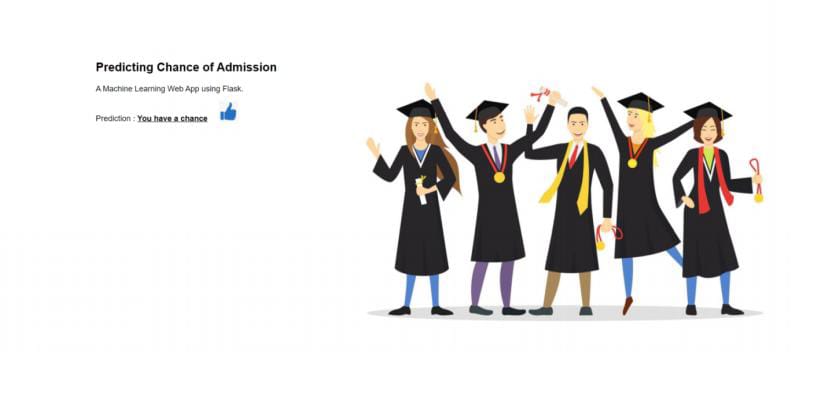 Predicting Chance of Admission
A Machine Learning Web App using Flask.
Prediction : You have a chance